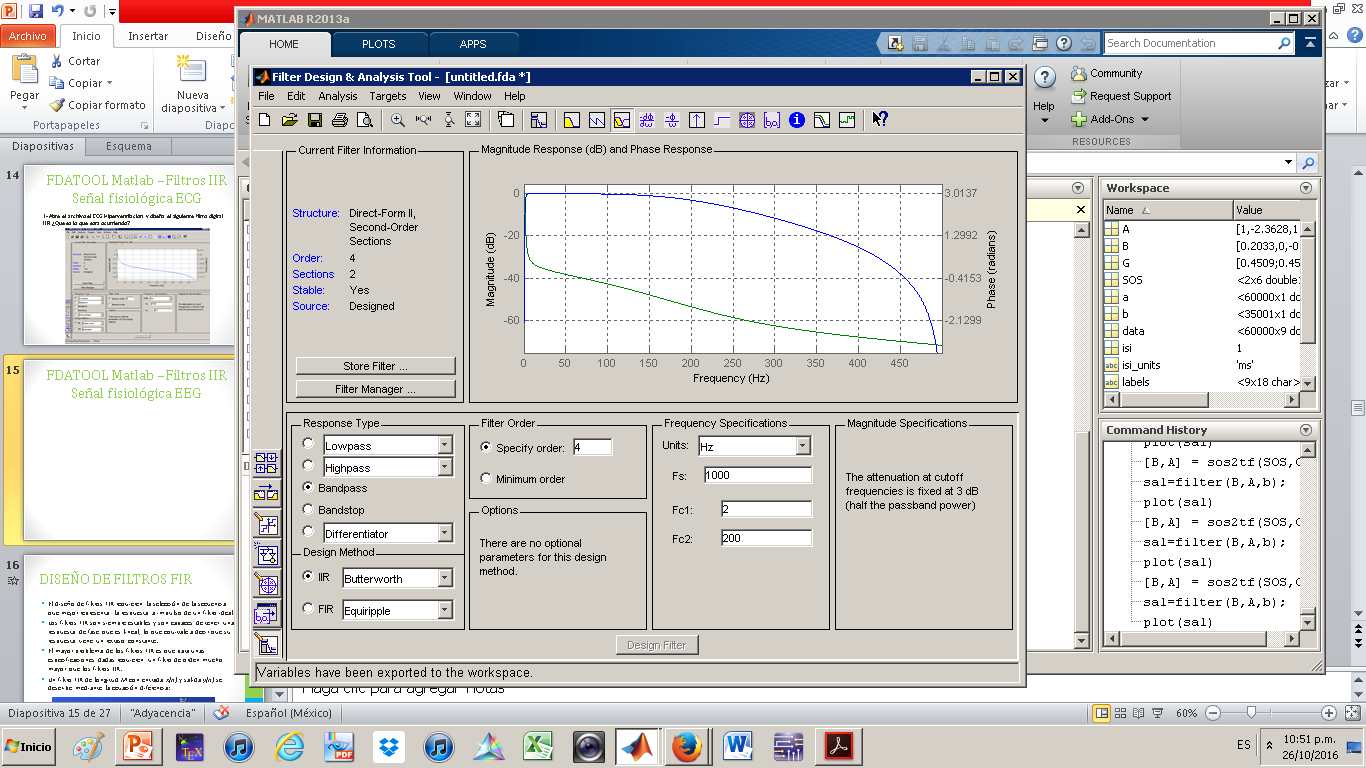 MATLAB R2013a
Archivo Inicio Insertar Diseño
HOME PLOTS APPS
Search Documentation
Pegar
Cortar
Copiar
Copiar formato
Portapapeles
Nueva
diapositiva
Diapositivas Esquema
Help
Community
Request Support
Add-Ons
RESOURCES
14
FDATOOL Matlab –Filtros IIR
Señal fisiológica ECG
15
FDATOOL Matlab –Filtros IIR
Señal fisiológica EEG
16
DISEÑO DE FILTROS FIR
Filter Design & Analysis Tool - [untitled.fda *]
File Edit Analysis Targets View Window Help
Current Filter Information
Structure: Direct-Form II,
Second-Order
Sections
Order: 4
Sections 2
Stable: Yes
Source: Designed
Store Filter ...
Filter Manager ...
Magnitude Response (dB) and Phase Response
Magnitude (dB)
0
-20
-40
-60
3.0137
1.2992
-0.4153
-2.1299
Phase (radians)
0 50 100 150 200 250 300 350 400 450
Frequency (Hz)
Response Type
Lowpass
Highpass
Bandpass
Bandstop
Differentiator
Design Method
IIR Butterworth
FIR Equiripple
Filter Order
Specify order: 4
Minimum order
Options
There are no optional
parameters for this design
method.
Frequency Specifications
Units: Hz
Fs: 1000
Fc1: 2
Fc2: 200
Magnitude Specifications
The attenuation at cutoff
frequencies is fixed at 3 dB
(half the passband power)
Design Filter
Variables have been exported to the workspace.
Workspace
Name Value
A [1,-2.3628,1
B [0.2033,0,-0
G [0.4509;0.45
SOS <2x6 double
a <60000x1 do
b <35001x1 do
data <60000x9 do
isi 1
isi_units 'ms'
labels <9x18 char>
Command History
plot(sal)
[B,A] = sos2tf(SOS,G
sal=filter(B,A,b);
plot(sal)
[B,A] = sos2tf(SOS,G
sal=filter(B,A,b);
plot(sal)
[B,A] = sos2tf(SOS,G
sal=filter(B,A,b);
plot(sal)
Haga clic para agregar notas
Diapositiva 15 de 27 "Adyacencia" Español (México) 60%
Inicio
ES 10:51 p.m.
26/10/2016